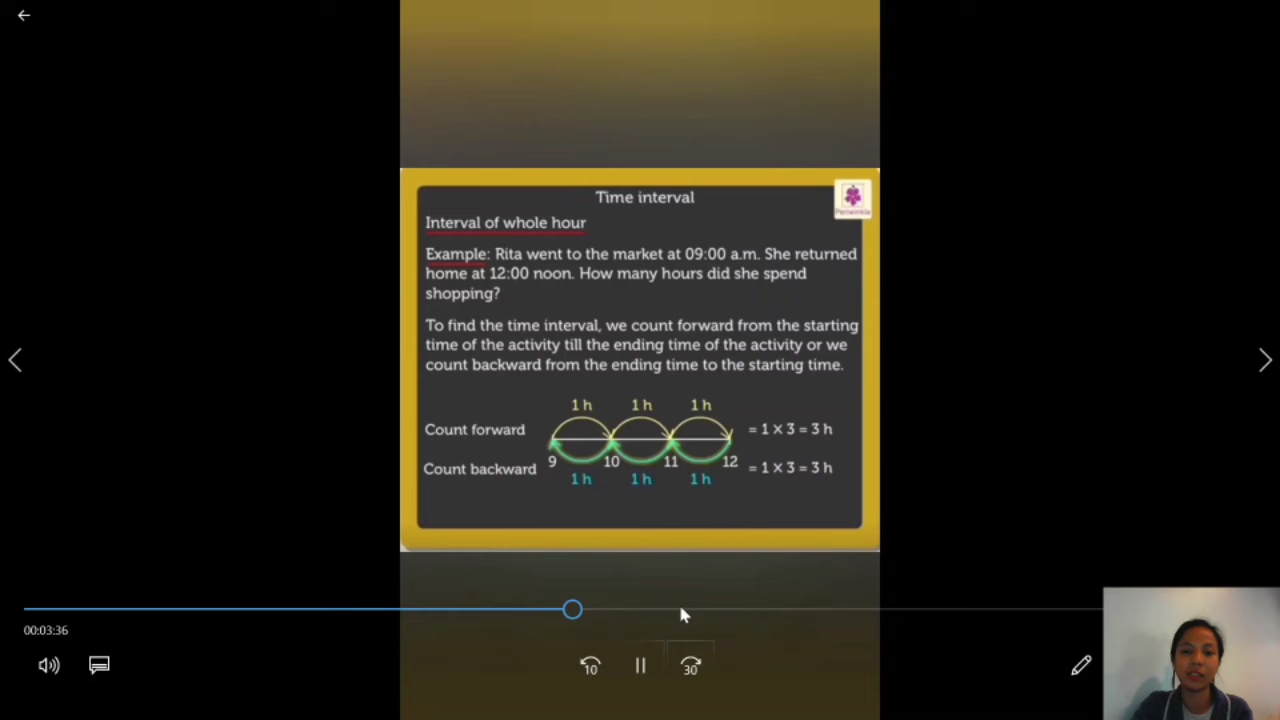 Time interval
Periwinkle
Interval of whole hour
Example: Rita went to the market at 09:00 a.m. She returned
home at 12:00 noon. How many hours did she spend
shopping?
To find the time interval, we count forward from the starting
time of the activity till the ending time of the activity or we
count backward from the ending time to the starting time.
1 h 1 h 1 h
Count forward = 1 X 3 = 3 h
9 10 11 12
Count backward = 1 X 3 = 3 h
1 h 1 h 1 h
00:03:36
10 30